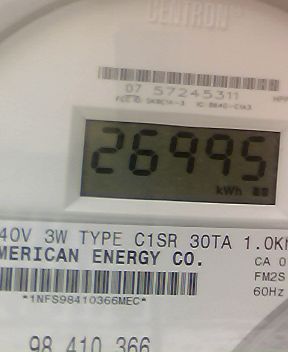 CENTRON
07 57245311
26995
kWh
40V 3W TYPE C1SR 30TA 1.0Kh
MERICAN ENERGY CO.
CA 0
FM2S
60Hz
*1NFS98410366MEC*
98 410 366